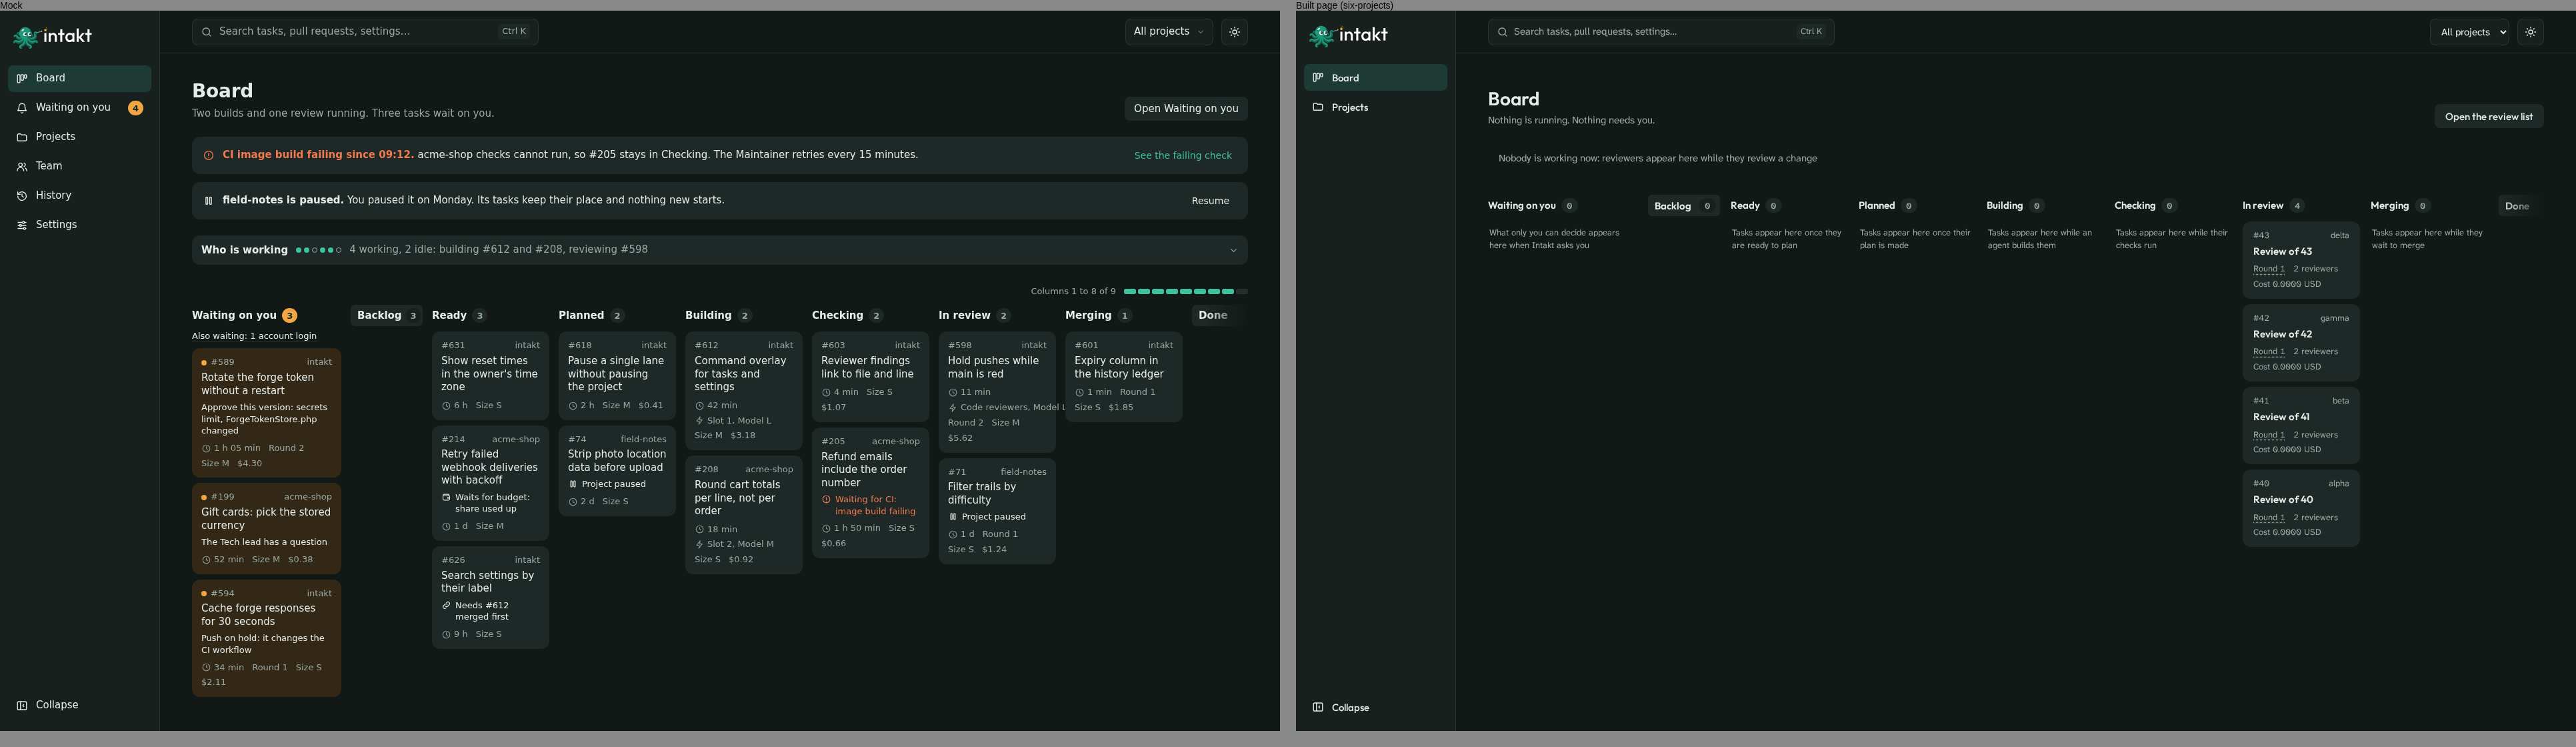 Mock
intakt
Search tasks, pull requests, settings...
Ctrl K
All projects
Board
Waiting on you 4
Projects
Team
History
Settings
Collapse
Board
Two builds and one review running. Three tasks wait on you.
Open Waiting on you
CI image build failing since 09:12. acme-shop checks cannot run, so #205 stays in Checking. The Maintainer retries every 15 minutes.
See the failing check
field-notes is paused. You paused it on Monday. Its tasks keep their place and nothing new starts.
Resume
Who is working 4 working, 2 idle: building #612 and #208, reviewing #598
Columns 1 to 8 of 9
Waiting on you 3
Also waiting: 1 account login
#589 intakt
Rotate the forge token
without a restart
Approve this version: secrets
limit, ForgeTokenStore.php
changed
1 h 05 min Round 2
Size M $4.30
#199 acme-shop
Gift cards: pick the stored
currency
The Tech lead has a question
52 min Size M $0.38
#594 intakt
Cache forge responses
for 30 seconds
Push on hold: it changes the
CI workflow
34 min Round 1 Size S
$2.11
Backlog 3
Ready 3
#631 intakt
Show reset times
in the owner's time
zone
6 h Size S
#214 acme-shop
Retry failed
webhook deliveries
with backoff
Waits for budget:
share used up
1 d Size M
#626 intakt
Search settings by
their label
Needs #612
merged first
9 h Size S
Planned 2
#618 intakt
Pause a single lane
without pausing
the project
2 h Size M $0.41
#74 field-notes
Strip photo location
data before upload
Project paused
2 d Size S
Building 2
#612 intakt
Command overlay
for tasks and
settings
42 min
Slot 1, Model L
Size M $3.18
#208 acme-shop
Round cart totals
per line, not per
order
18 min
Slot 2, Model M
Size S $0.92
Checking 2
#603 intakt
Reviewer findings
link to file and line
4 min Size S
$1.07
#205 acme-shop
Refund emails
include the order
number
Waiting for CI:
image build failing
1 h 50 min Size S
$0.66
In review 2
#598 intakt
Hold pushes while
main is red
11 min
Code reviewers, Model L
Round 2 Size M
$5.62
#71 field-notes
Filter trails by
difficulty
Project paused
1 d Round 1
Size S $1.24
Merging 1
#601 intakt
Expiry column in
the history ledger
1 min Round 1
Size S $1.85
Done
Built page (six-projects)
intakt
Search tasks, pull requests, settings...
Ctrl K
All projects
Board
Projects
Collapse
Board
Nothing is running. Nothing needs you.
Open the review list
Nobody is working now: reviewers appear here while they review a change
Waiting on you 0
What only you can decide appears
here when Intakt asks you
Backlog 0
Ready 0
Tasks appear here once they
are ready to plan
Planned 0
Tasks appear here once their
plan is made
Building 0
Tasks appear here while an
agent builds them
Checking 0
Tasks appear here while their
checks run
In review 4
#43 delta
Review of 43
Round 1 2 reviewers
Cost 0.0000 USD
#42 gamma
Review of 42
Round 1 2 reviewers
Cost 0.0000 USD
#41 beta
Review of 41
Round 1 2 reviewers
Cost 0.0000 USD
#40 alpha
Review of 40
Round 1 2 reviewers
Cost 0.0000 USD
Merging 0
Tasks appear here while they
wait to merge
Done